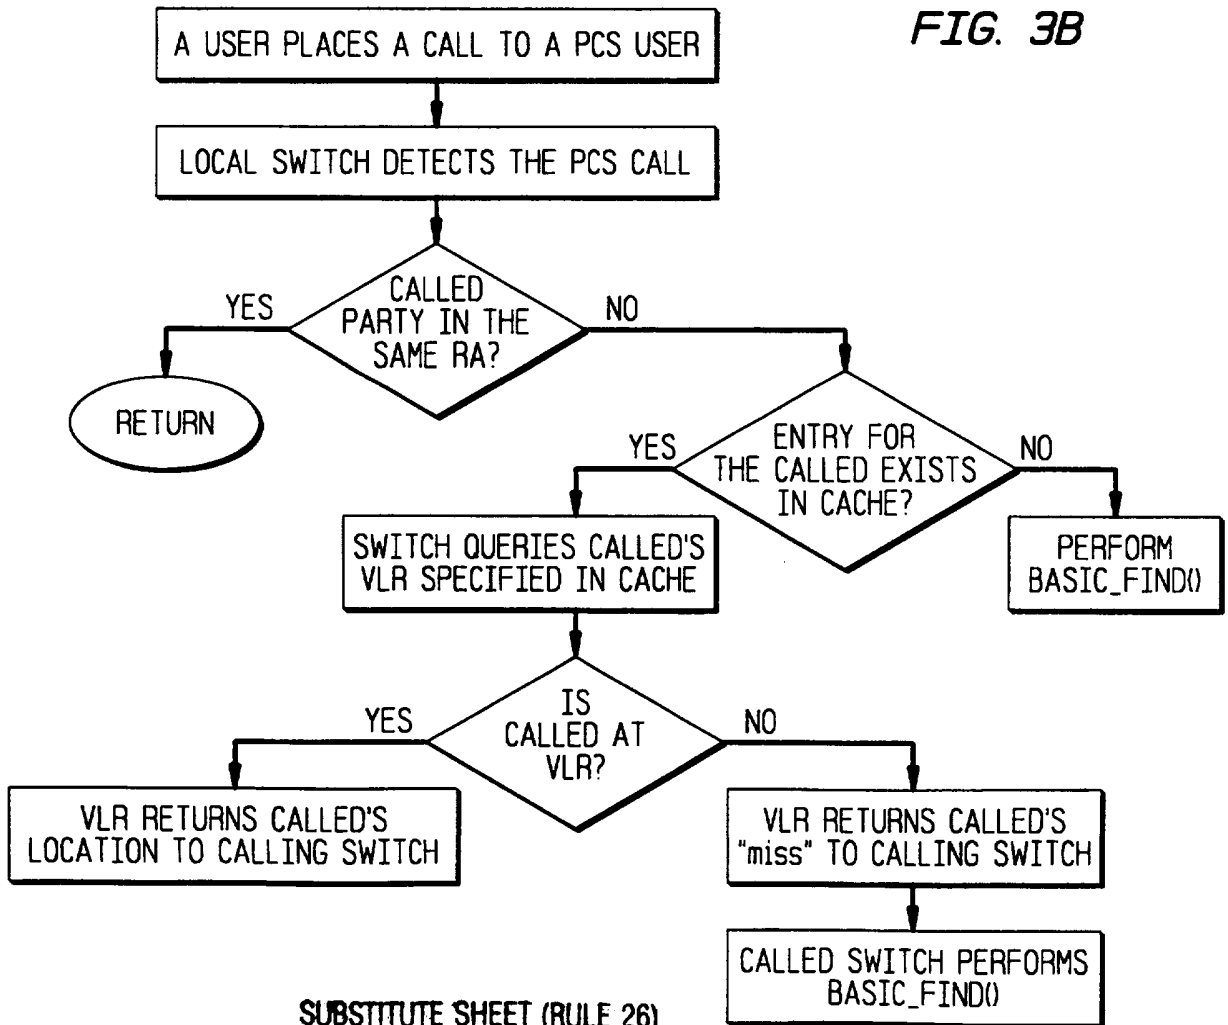 FIG. 3B
A USER PLACES A CALL TO A PCS USER
LOCAL SWITCH DETECTS THE PCS CALL
CALLED
PARTY IN THE
SAME RA?
YES
NO
RETURN
ENTRY FOR
THE CALLED EXISTS
IN CACHE?
YES
NO
SWITCH QUERIES CALLED'S
VLR SPECIFIED IN CACHE
PERFORM
BASIC_FIND()
IS
CALLED AT
VLR?
YES
NO
VLR RETURNS CALLED'S
LOCATION TO CALLING SWITCH
VLR RETURNS CALLED'S
"miss" TO CALLING SWITCH
CALLED SWITCH PERFORMS
BASIC_FIND()
SUBSTITUTE SHEET (RULE 26)